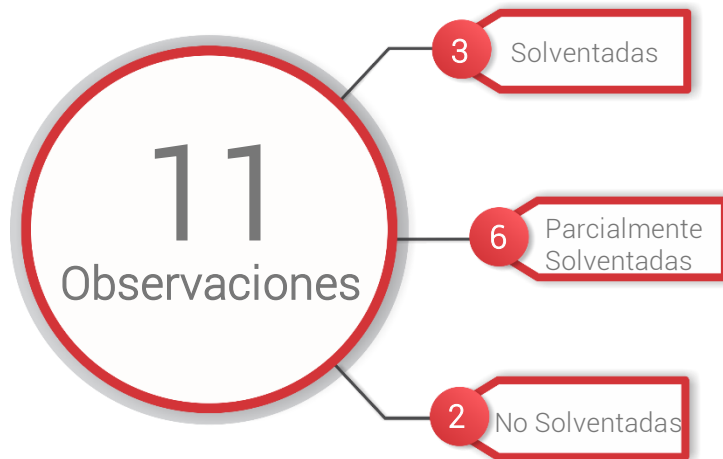 11
Observaciones
3
Solventadas
6
Parcialmente
Solventadas
2
No Solventadas